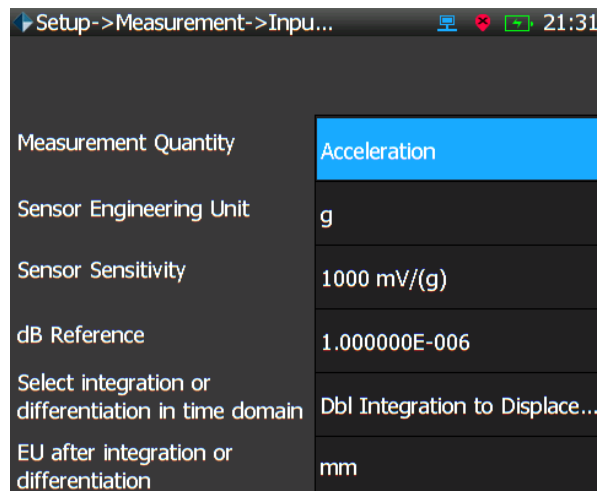 Setup->Measurement->Inpu... 21:31
Measurement Quantity Acceleration
Sensor Engineering Unit g
Sensor Sensitivity 1000 mV/(g)
dB Reference 1.000000E-006
Select integration or
differentiation in time domain Dbl Integration to Displace...
EU after integration or
differentiation mm